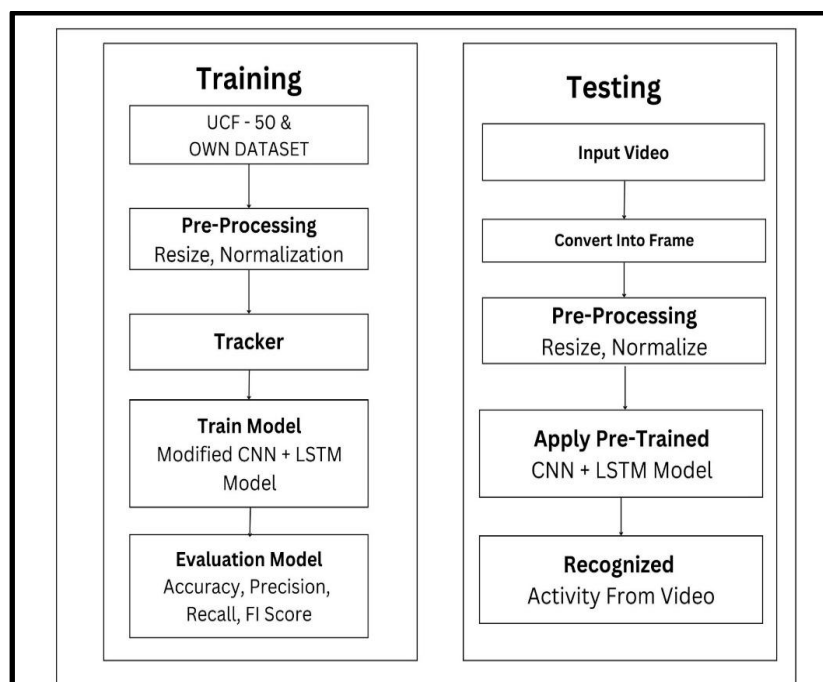 Training
UCF - 50 &
OWN DATASET
Pre-Processing
Resize, Normalization
Tracker
Train Model
Modified CNN + LSTM
Model
Evaluation Model
Accuracy, Precision,
Recall, FI Score
Testing
Input Video
Convert Into Frame
Pre-Processing
Resize, Normalize
Apply Pre-Trained
CNN + LSTM Model
Recognized
Activity From Video